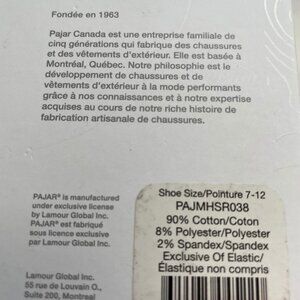 Fondée en 1963
Pajar Canada est une entreprise familiale de
cinq générations qui fabrique des chaussures
et des vêtements d'extérieur. Elle est basée à
Montréal, Québec. Notre philosophie est le
développement de chaussures et de
vêtements d'extérieur à la mode performants
grâce à nos connaissances et à notre expertise
acquises au cours de notre riche histoire de
fabrication artisanale de chaussures.
PAJAR® is manufactured
under exclusive license
by Lamour Global Inc.
PAJAR® est fabriqué
sous licence exclusive
par Lamour Global Inc.
Lamour Global Inc.
55 rue de Louvain O.,
Suite 200, Montreal
Shoe Size/Pointure 7-12
PAJMHSR038
90% Cotton/Coton
8% Polyester/Polyester
2% Spandex/Spandex
Exclusive Of Elastic/
Élastique non compris